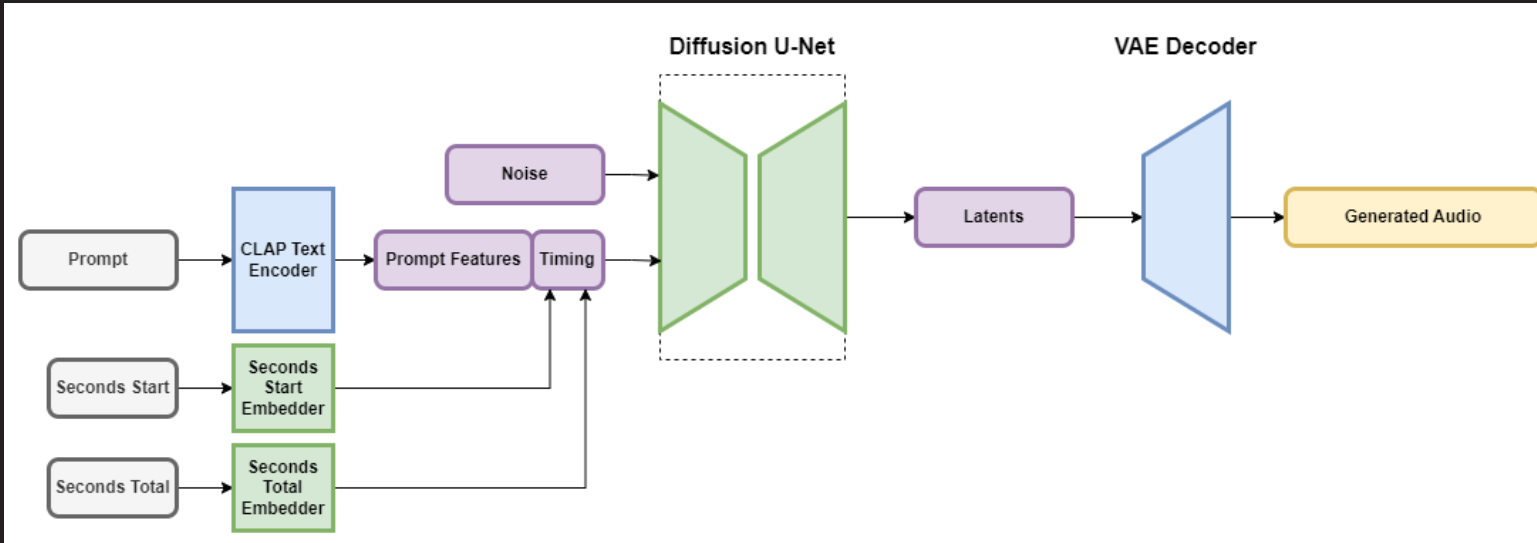 Diffusion U-Net
VAE Decoder
Noise
Prompt
CLAP Text
Encoder
Prompt Features
Timing
Latents
Generated Audio
Seconds Start
Seconds
Start
Embedder
Seconds Total
Seconds
Total
Embedder